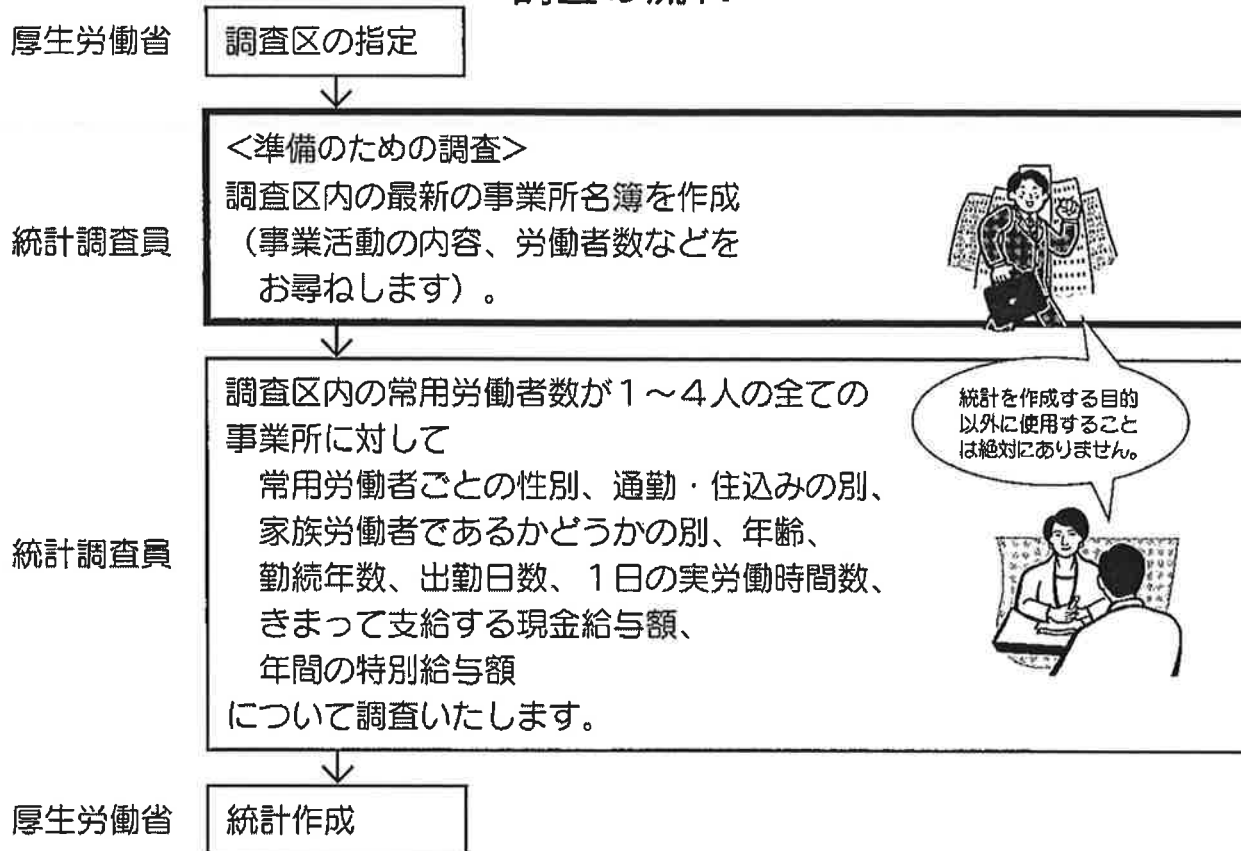 厚生労働省
調査区の指定
＜準備のための調査＞
調査区内の最新の事業所名簿を作成
（事業活動の内容、労働者数などを
お尋ねします）。
統計調査員
調査区内の常用労働者数が１～４人の全ての
事業所に対して
常用労働者ごとの性別、通勤・住込みの別、
家族労働者であるかどうかの別、年齢、
勤続年数、出勤日数、１日の実労働時間数、
きまって支給する現金給与額、
年間の特別給与額
について調査いたします。
統計調査員
統計を作成する目的
以外に使用すること
は絶対にありません。
厚生労働省
統計作成